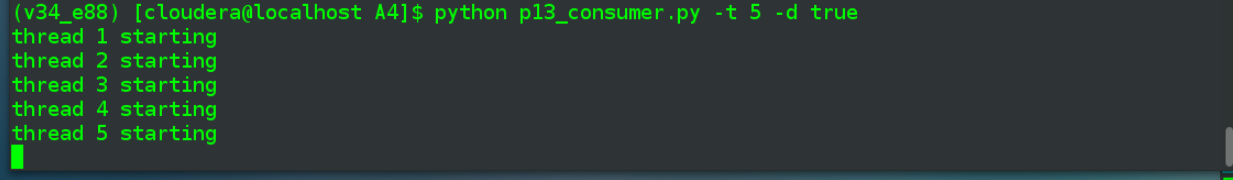 (v34_e88) [cloudera@localhost A4]$ python p13_consumer.py -t 5 -d true
thread 1 starting
thread 2 starting
thread 3 starting
thread 4 starting
thread 5 starting